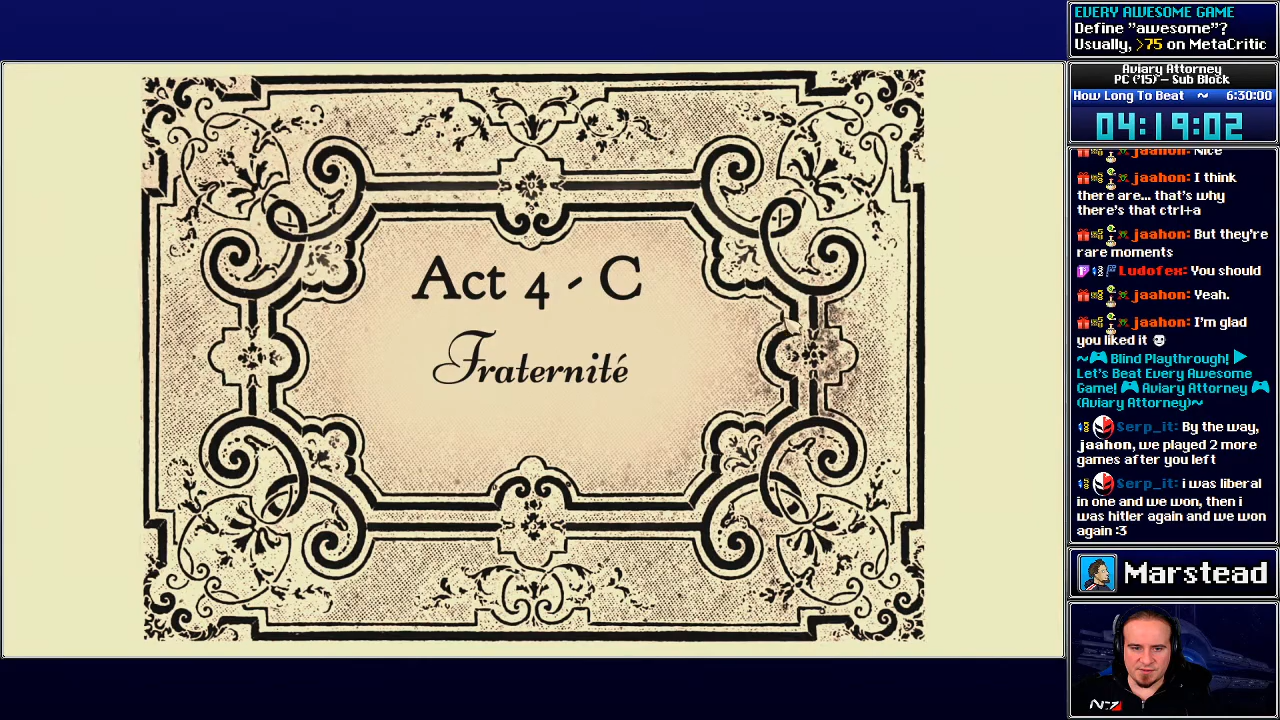 Act 4 - C
Fraternité
EVERY AWESOME GAME
Define "awesome"?
Usually, >75 on MetaCritic
Aviary Attorney
PC ('15) – Sub Block
How Long To Beat ~ 6:30:00
04:19:02
jaahon: Nice
jaahon: I think
there are... that's why
there's that ctrl+a
jaahon: But they're
rare moments
Ludofex: You should
jaahon: Yeah.
jaahon: I'm glad
you liked it
~🎮 Blind Playthrough! ▶
Let's Beat Every Awesome
Game! 🎮 Aviary Attorney 🎮
(Aviary Attorney)~
Serp_it: By the way,
jaahon, we played 2 more
games after you left
Serp_it: i was liberal
in one and we won, then i
was hitler again and we won
again :3
Marstead
N7